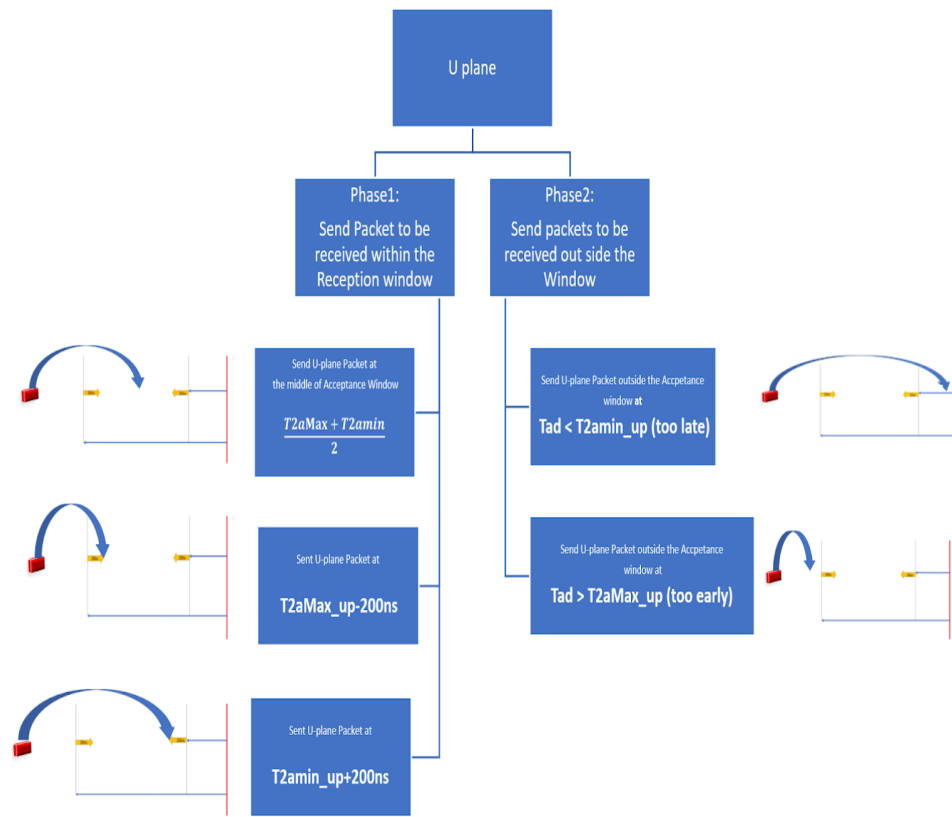 U plane
Phase1:
Send Packet to be
received within the
Reception window
Phase2:
Send packets to be
received out side the
Window
Send U-plane Packet at
the middle of Acceptance Window
T2aMax + T2amin
2
Send U-plane Packet outside the Accpetance
window at
Tad < T2amin_up (too late)
Sent U-plane Packet at
T2aMax_up-200ns
Send U-plane Packet outside the Accpetance
window at
Tad > T2aMax_up (too early)
Sent U-plane Packet at
T2amin_up+200ns